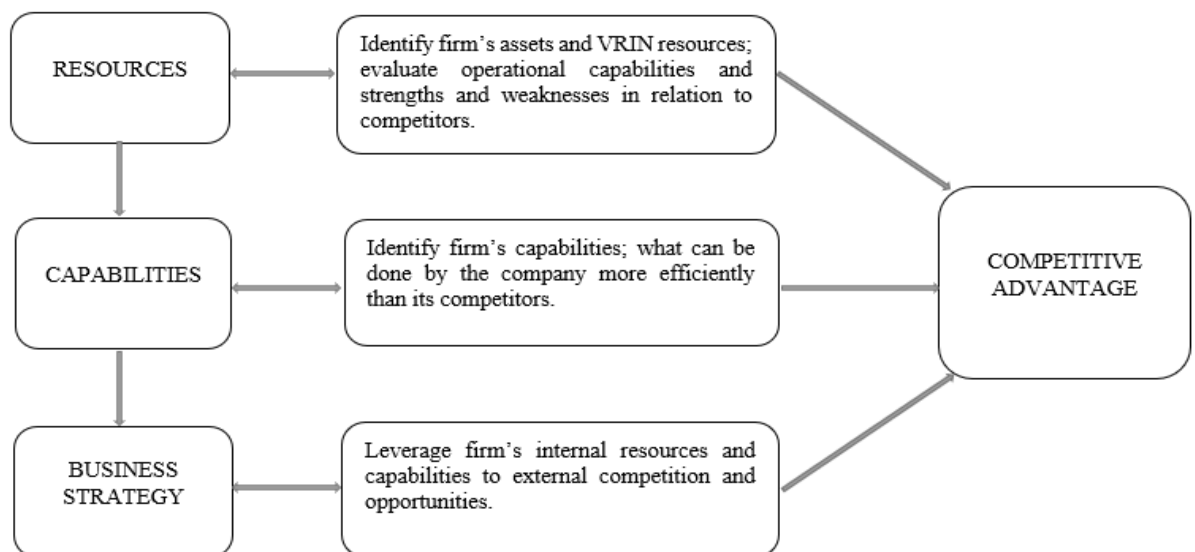 RESOURCES
Identify firm’s assets and VRIN resources;
evaluate operational capabilities and
strengths and weaknesses in relation to
competitors.
CAPABILITIES
Identify firm’s capabilities; what can be
done by the company more efficiently
than its competitors.
COMPETITIVE
ADVANTAGE
BUSINESS
STRATEGY
Leverage firm’s internal resources and
capabilities to external competition and
opportunities.